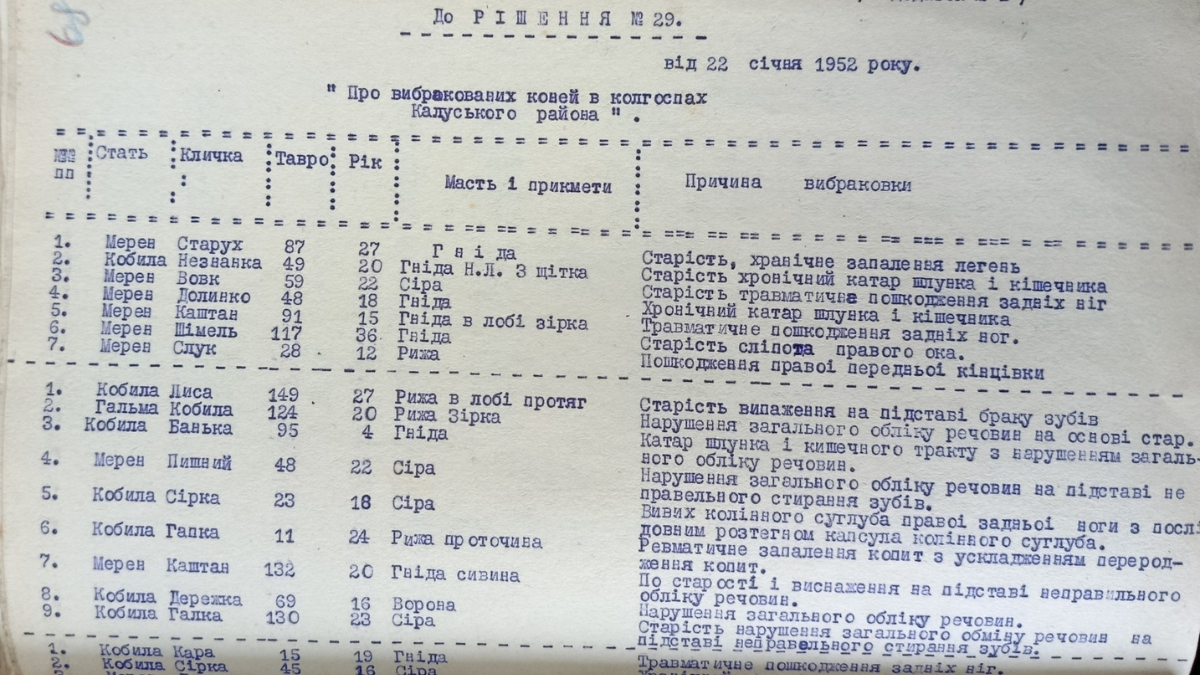 68
До Р І Ш Е Н Н Я № 29.
від 22 січня 1952 року.
" Про вибракованих коней в колгоспах
Калуського района " .
№№ пп Стать Кличка Тавро Рік Масть і прикмети Причина вибраковки
1. Мерен Старух 87 27 Г н і д а Старість, хранічне запалення легень
2. Кобила Незнанка 49 20 Гніда Н.Л. З щітка Старість хронічний катар шлунка і кішечника
3. Мерен Вовк 59 22 Сіра Старість травматичне пошкодження задніх ніг
4. Мерен Долинко 48 18 Гніда Хронічний катар шлунка і кішечника
5. Мерен Каштан 91 15 Гніда в лобі зірка Травматичне пошкодження задніх ног.
6. Мерен Шімель 117 36 Гніда Старість сліпота правого ока.
7. Мерен Слук 28 12 Рижа Пошкодження правої передньої кінцівки
1. Кобила Лиса 149 27 Рижа в лобі протяг Старість випаження на підставі браку зубів
2. Гальма Кобила 124 20 Рижа Зірка Нарушення загального обліку речовин на основі стар.
3. Кобила Банька 95 4 Гніда Катар шлунка і кишечного тракту з нарушенням загаль-
ного обліку речовин.
4. Мерен Пишний 48 22 Сіра Нарушення загального обліку речовин на підставі не
правельного стирання зубів.
5. Кобила Сірка 23 18 Сіра Вивих колінного суглуба правої задньої ноги з послі
довним розтегном капсула колінного суглуба.
6. Кобила Гапка 11 24 Рижа проточина Ревматичне запалення копит з ускладженням перерод-
ження копит.
7. Мерен Каштан 132 20 Гніда сивина По старості і виснаження на підставі неправильного
обліку речовин.
8. Кобила Дережка 69 16 Ворона Нарушення загального обліку речовин.
9. Кобила Галка 130 23 Сіра Старість нарушення загального обміну речовин на
підставі неправельного стирання зубів.
1. Кобила Кара 15 19 Гніда Травматичне пошкодження задніх ніг.
2. Кобила Сірка 45 16 Сіра